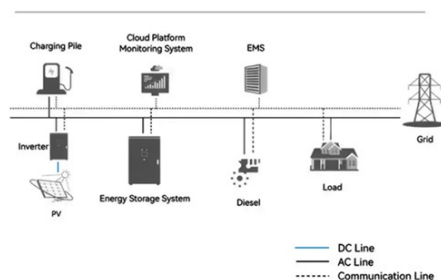 Charging Pile
Cloud Platform
Monitoring System
EMS
Grid
Inverter
PV
Energy Storage System
Diesel
Load
DC Line
AC Line
Communication Line